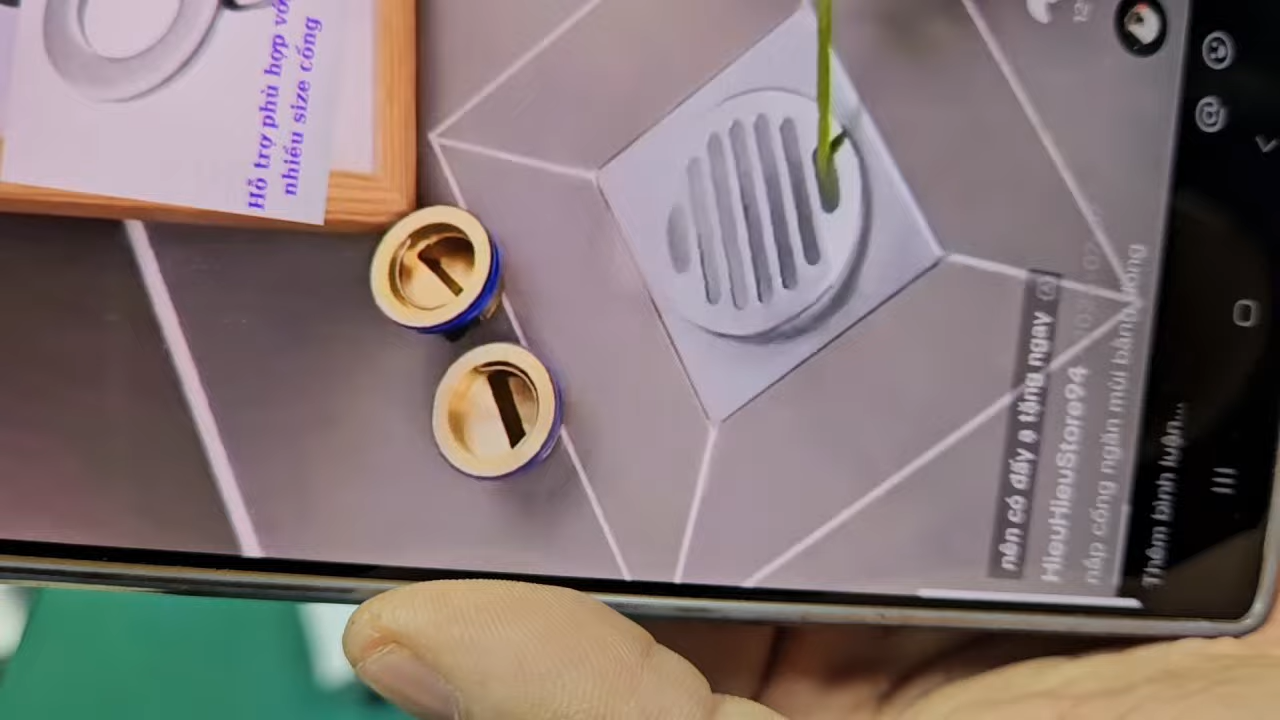 Hỗ trợ phù hợp với
nhiều size cống
nên có đấy ạ tặng ngay
HieuHieuStore94
nắp cống ngăn mùi bằng đồng
Thêm bình luận...